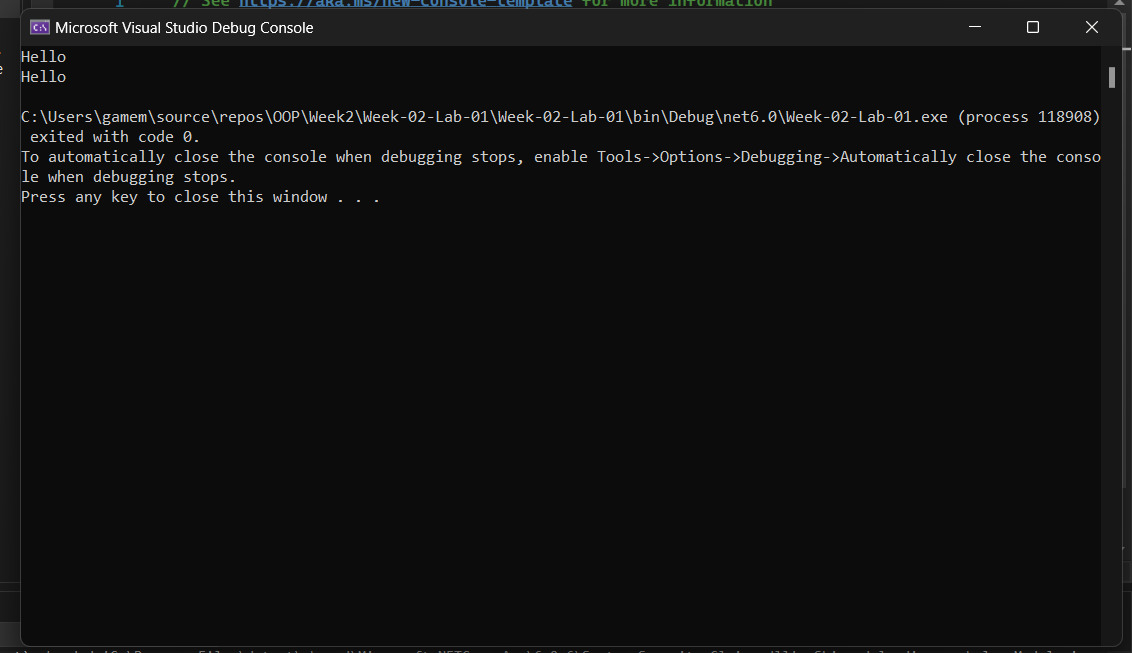 1 // See https://aka.ms/new-console-template for more information
Microsoft Visual Studio Debug Console
Hello
Hello
C:\Users\gamem\source\repos\OOP\Week2\Week-02-Lab-01\Week-02-Lab-01\bin\Debug\net6.0\Week-02-Lab-01.exe (process 118908)
exited with code 0.
To automatically close the console when debugging stops, enable Tools->Options->Debugging->Automatically close the conso
le when debugging stops.
Press any key to close this window . . .